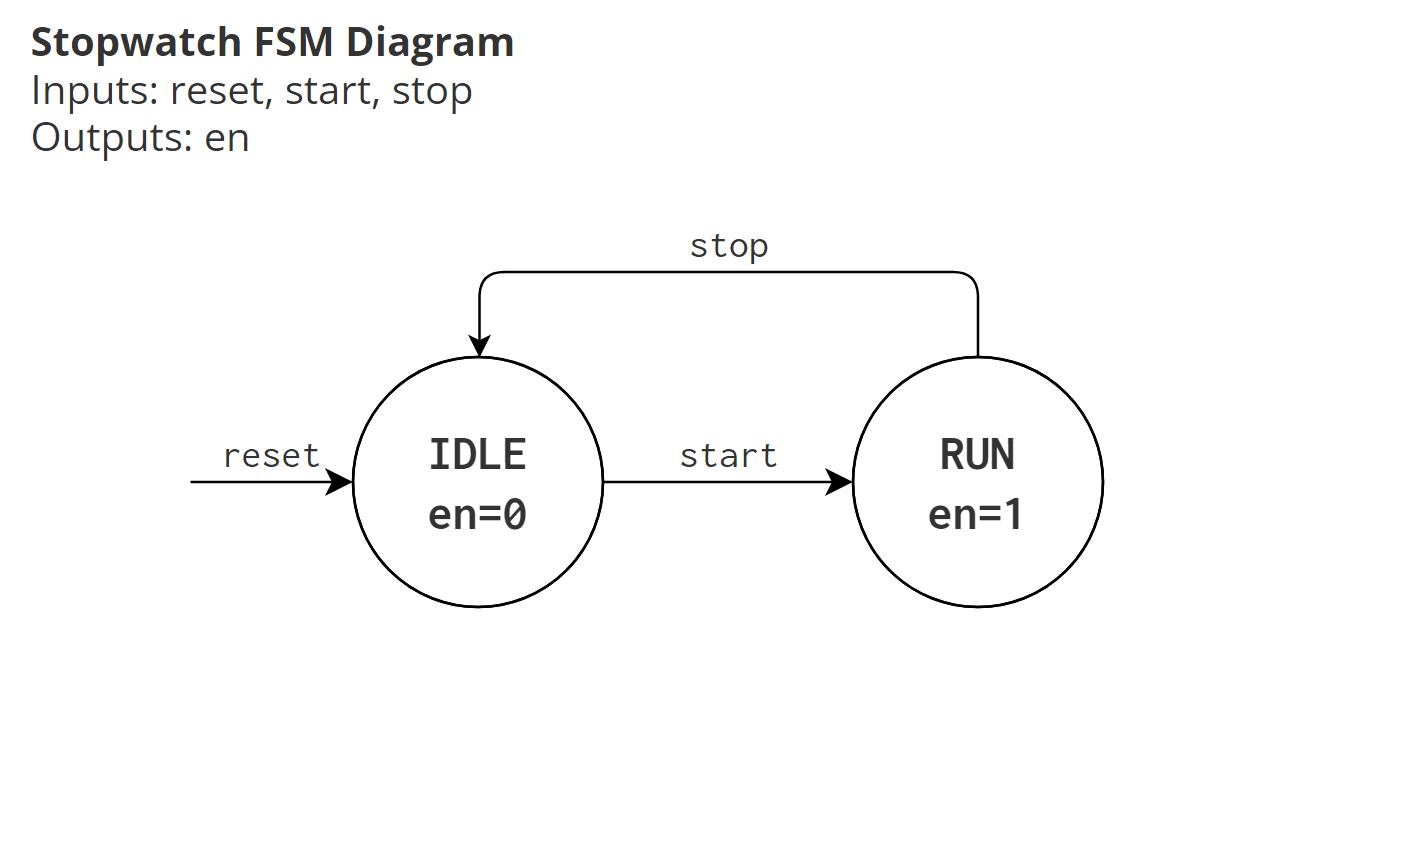 Stopwatch FSM Diagram
Inputs: reset, start, stop
Outputs: en
stop
reset
IDLE
en=0
start
RUN
en=1